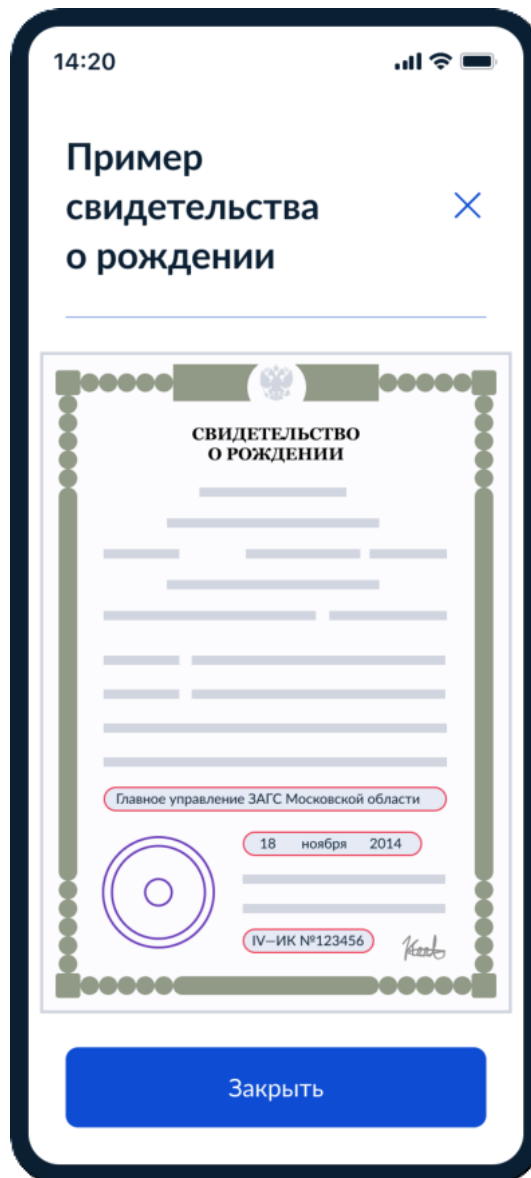 14:20
Пример
свидетельства
о рождении
СВИДЕТЕЛЬСТВО
О РОЖДЕНИИ
Главное управление ЗАГС Московской области
18 ноября 2014
IV—ИК №123456
Закрыть